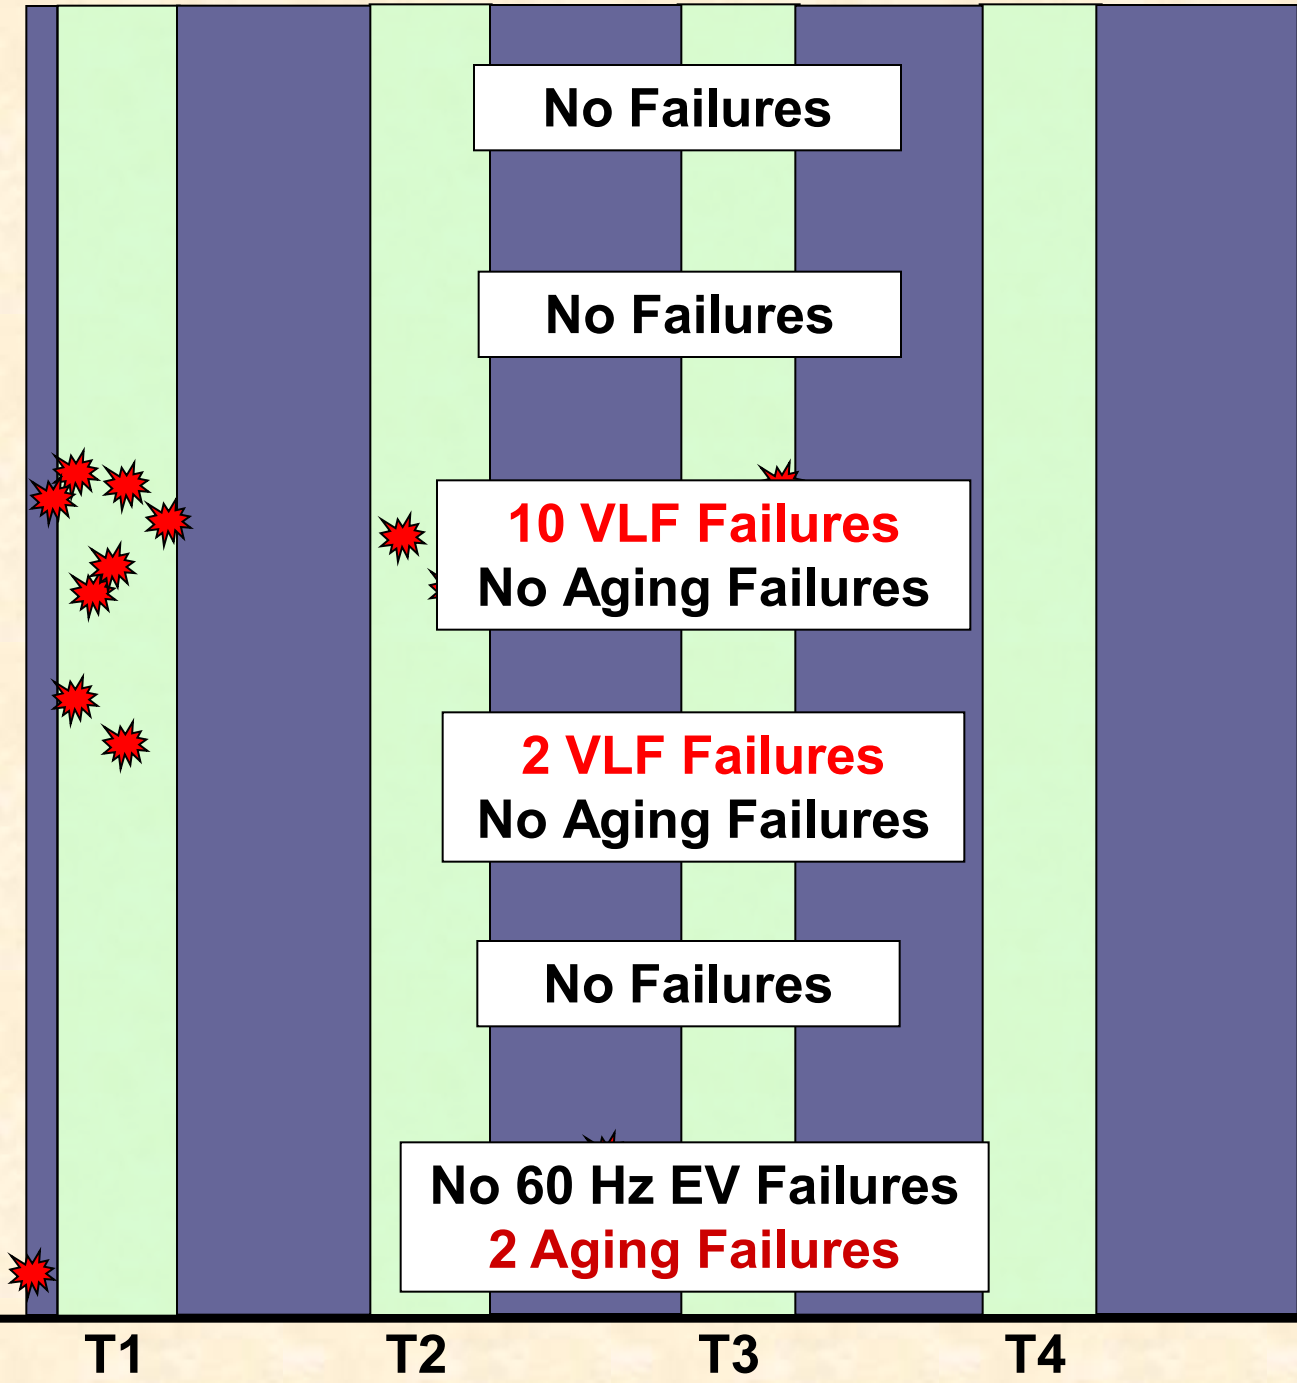 No Failures
No Failures
10 VLF Failures
No Aging Failures
2 VLF Failures
No Aging Failures
No Failures
No 60 Hz EV Failures
2 Aging Failures
T1 T2 T3 T4